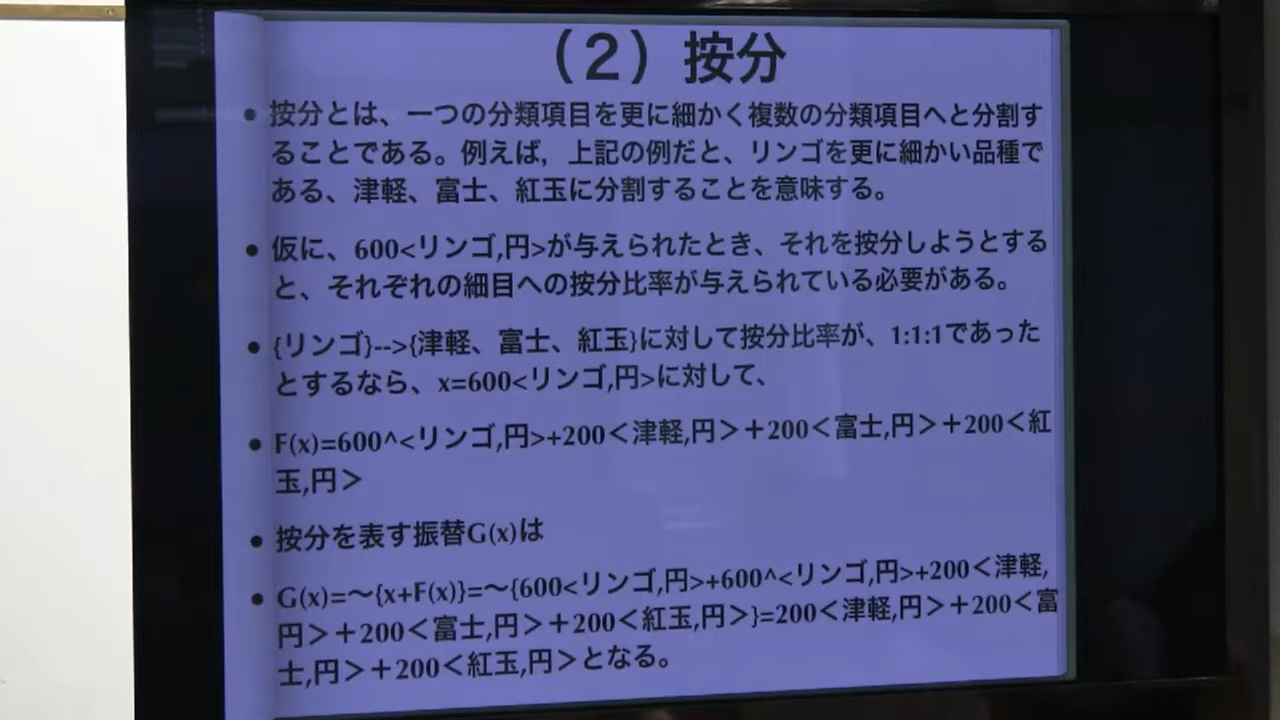 （２）按分
• 按分とは、一つの分類項目を更に細かく複数の分類項目へと分割す
ることである。例えば，上記の例だと、リンゴを更に細かい品種で
ある、津軽、富士、紅玉に分割することを意味する。
• 仮に、600<リンゴ,円>が与えられたとき、それを按分しようとする
と、それぞれの細目への按分比率が与えられている必要がある。
• {リンゴ}-->{津軽、富士、紅玉}に対して按分比率が、1:1:1であった
とするなら、x=600<リンゴ,円>に対して、
• F(x)=600^<リンゴ,円>+200＜津軽,円＞＋200＜富士,円＞＋200＜紅
玉,円＞
• 按分を表す振替G(x)は
• G(x)=〜{x+F(x)}=〜{600<リンゴ,円>+600^<リンゴ,円>+200＜津軽,
円＞＋200＜富士,円＞＋200＜紅玉,円＞}=200＜津軽,円＞＋200＜富
士,円＞＋200＜紅玉,円＞となる。